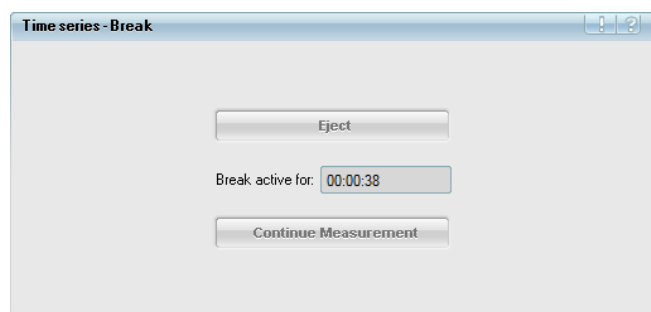 Time series - Break
! ?
Eject
Break active for: 00:00:38
Continue Measurement